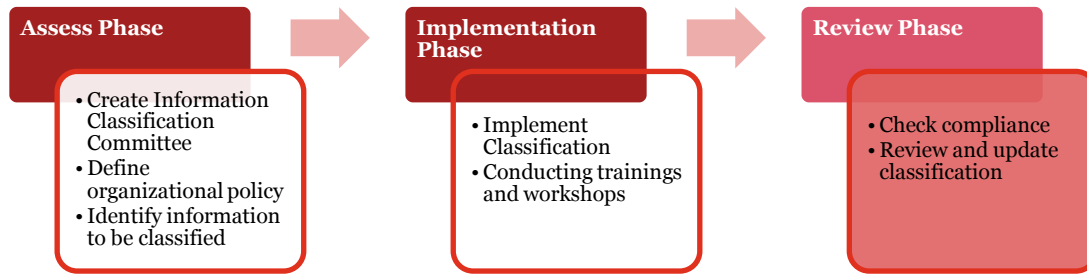 Assess Phase
• Create Information
Classification
Committee
• Define
organizational policy
• Identify information
to be classified
Implementation
Phase
• Implement
Classification
• Conducting trainings
and workshops
Review Phase
• Check compliance
• Review and update
classification